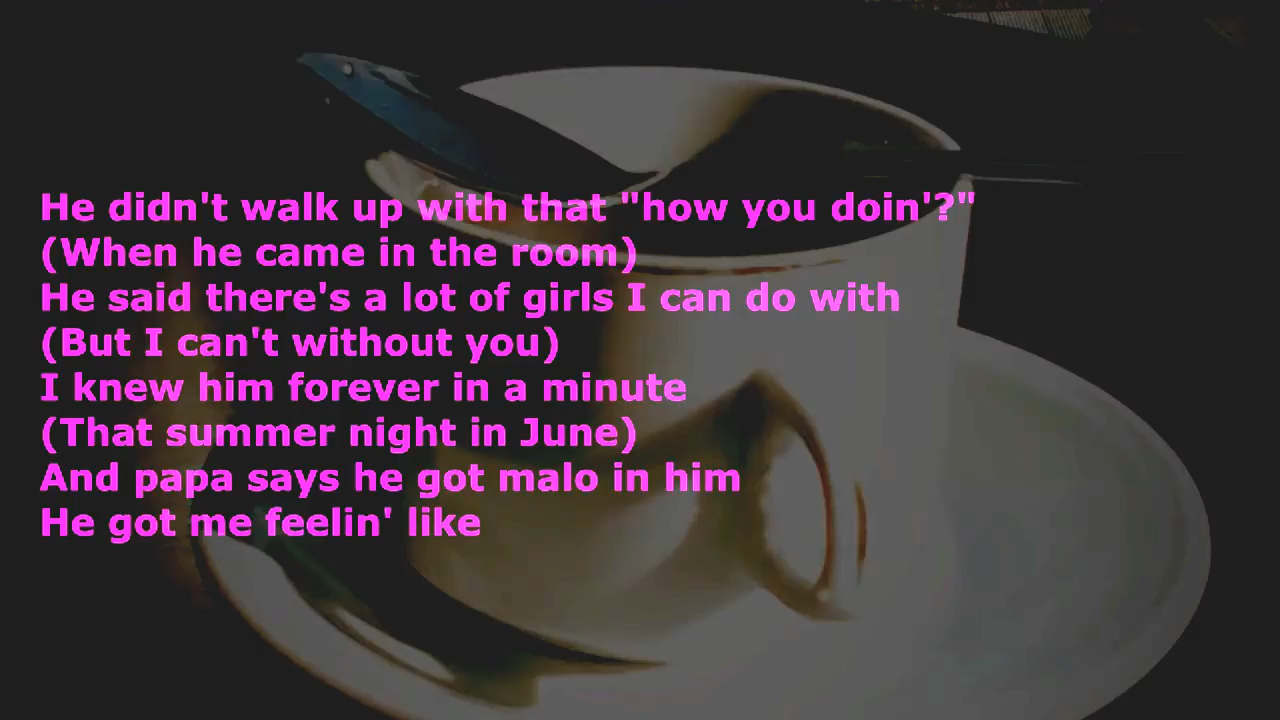 He didn't walk up with that "how you doin'?"
(When he came in the room)
He said there's a lot of girls I can do with
(But I can't without you)
I knew him forever in a minute
(That summer night in June)
And papa says he got malo in him
He got me feelin' like